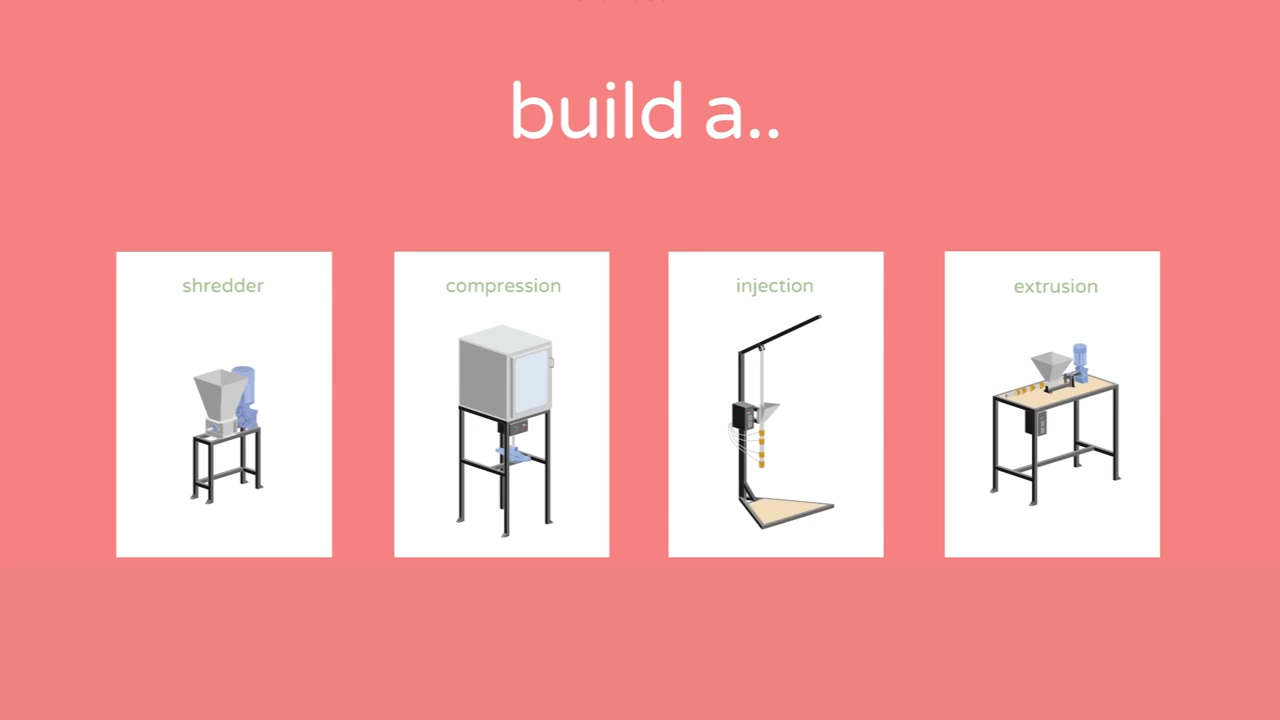 build a..
shredder
compression
injection
extrusion